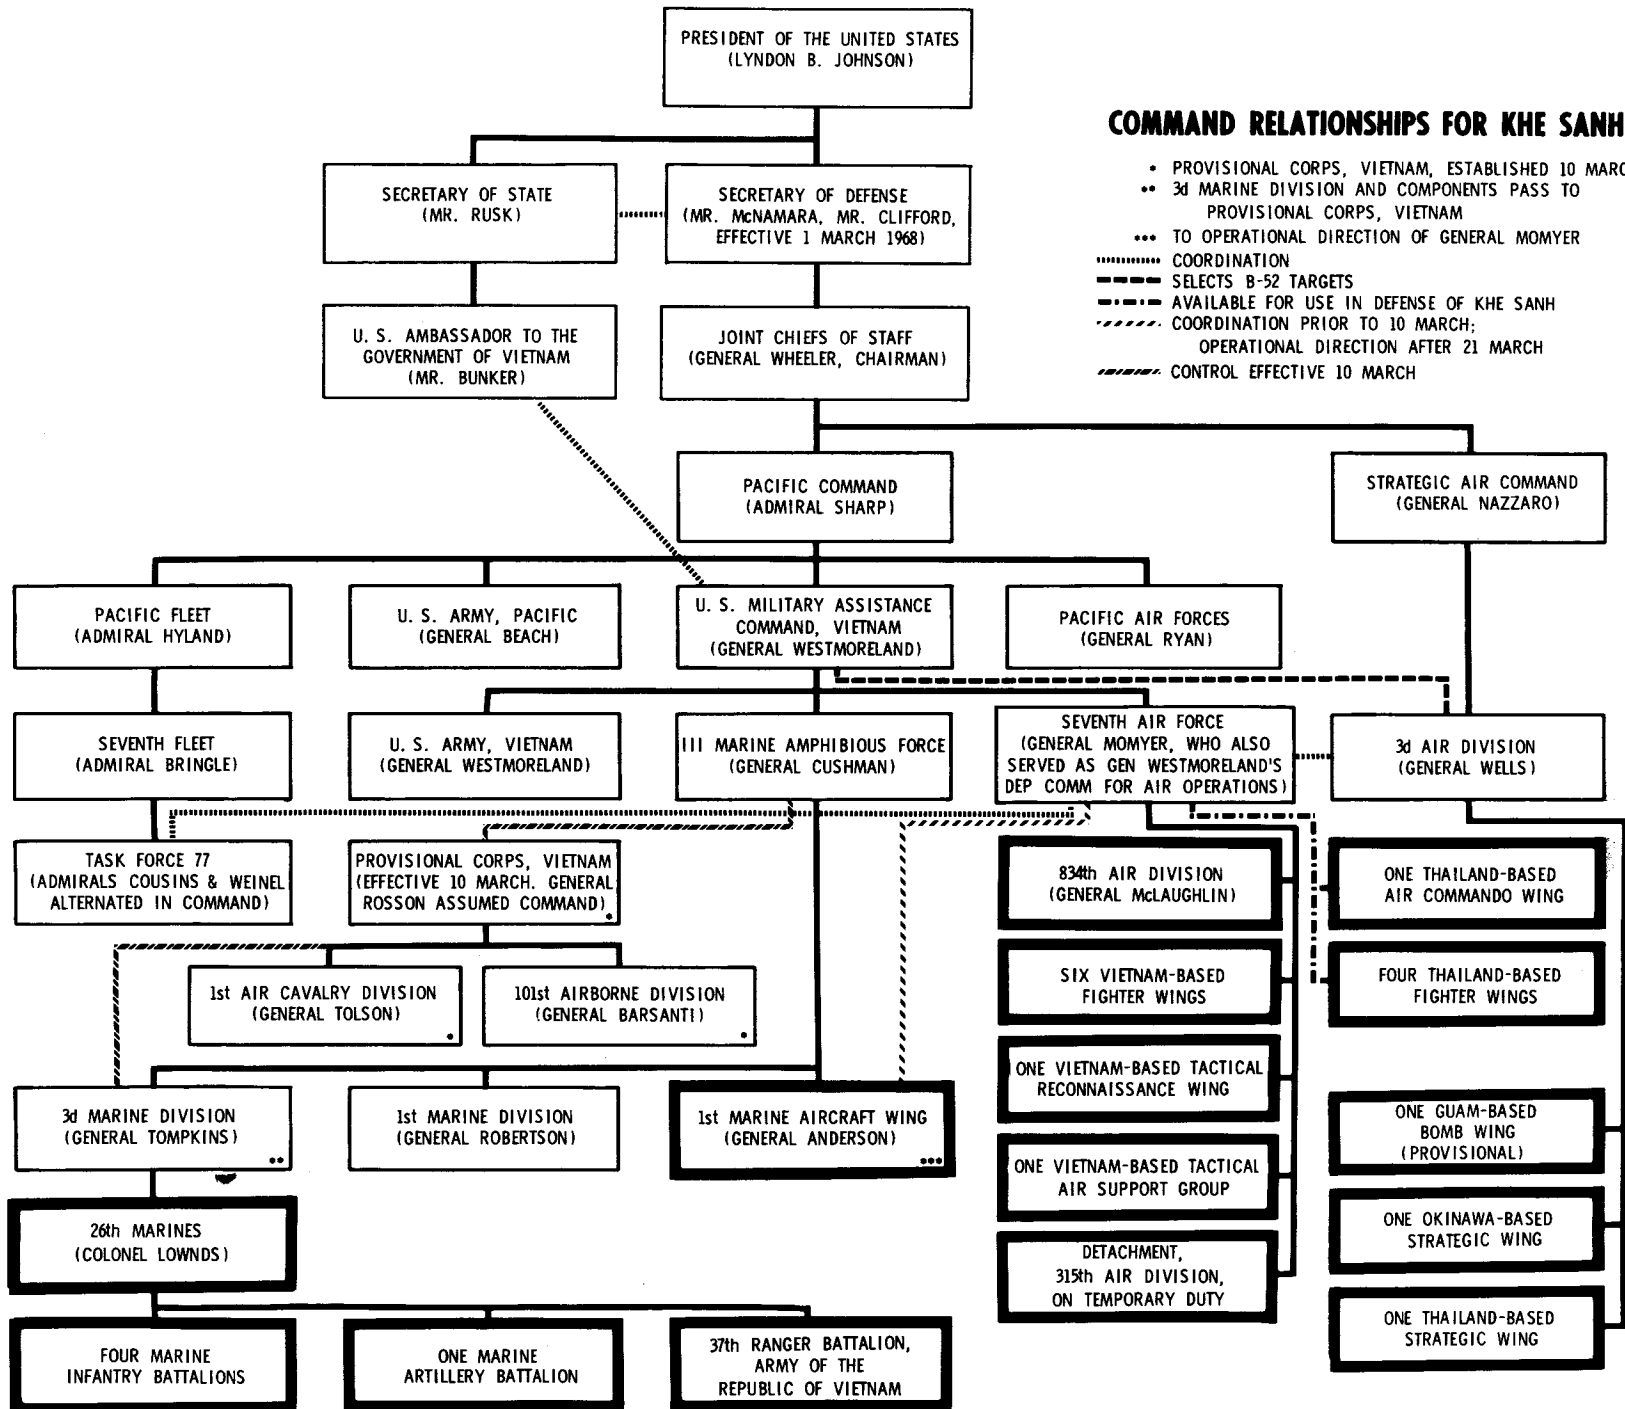 PRESIDENT OF THE UNITED STATES
(LYNDON B. JOHNSON)
COMMAND RELATIONSHIPS FOR KHE SANH
* PROVISIONAL CORPS, VIETNAM, ESTABLISHED 10
** 3d MARINE DIVISION AND COMPONENTS PASS TO
PROVISIONAL CORPS, VIETNAM
*** TO OPERATIONAL DIRECTION OF GENERAL MOMYER
COORDINATION
SELECTS B-52 TARGETS
AVAILABLE FOR USE IN DEFENSE OF KHE SANH
COORDINATION PRIOR TO 10 MARCH;
OPERATIONAL DIRECTION AFTER 21 MARCH
CONTROL EFFECTIVE 10 MARCH
SECRETARY OF STATE
(MR. RUSK)
SECRETARY OF DEFENSE
(MR. McNAMARA, MR. CLIFFORD,
EFFECTIVE 1 MARCH 1968)
U. S. AMBASSADOR TO THE
GOVERNMENT OF VIETNAM
(MR. BUNKER)
JOINT CHIEFS OF STAFF
(GENERAL WHEELER, CHAIRMAN)
PACIFIC COMMAND
(ADMIRAL SHARP)
STRATEGIC AIR COMMAND
(GENERAL NAZZARO)
PACIFIC FLEET
(ADMIRAL HYLAND)
U. S. ARMY, PACIFIC
(GENERAL BEACH)
U. S. MILITARY ASSISTANCE
COMMAND, VIETNAM
(GENERAL WESTMORELAND)
PACIFIC AIR FORCES
(GENERAL RYAN)
SEVENTH FLEET
(ADMIRAL BRINGLE)
U. S. ARMY, VIETNAM
(GENERAL WESTMORELAND)
III MARINE AMPHIBIOUS FORCE
(GENERAL CUSHMAN)
SEVENTH AIR FORCE
(GENERAL MOMYER, WHO ALSO
SERVED AS GEN WESTMORELAND'S
DEP COMM FOR AIR OPERATIONS)
3d AIR DIVISION
(GENERAL WELLS)
TASK FORCE 77
(ADMIRALS COUSINS & WEINEL
ALTERNATED IN COMMAND)
PROVISIONAL CORPS, VIETNAM
(EFFECTIVE 10 MARCH. GENERAL
ROSSON ASSUMED COMMAND) *
834th AIR DIVISION
(GENERAL McLAUGHLIN)
ONE THAILAND-BASED
AIR COMMANDO WING
1st AIR CAVALRY DIVISION
(GENERAL TOLSON)
*
101st AIRBORNE DIVISION
(GENERAL BARSANTI)
*
SIX VIETNAM-BASED
FIGHTER WINGS
FOUR THAILAND-BASED
FIGHTER WINGS
ONE VIETNAM-BASED TACTICAL
RECONNAISSANCE WING
3d MARINE DIVISION
(GENERAL TOMPKINS)
**
1st MARINE DIVISION
(GENERAL ROBERTSON)
1st MARINE AIRCRAFT WING
(GENERAL ANDERSON)
***
ONE GUAM-BASED
BOMB WING
(PROVISIONAL)
ONE VIETNAM-BASED TACTICAL
AIR SUPPORT GROUP
26th MARINES
(COLONEL LOWNDS)
ONE OKINAWA-BASED
STRATEGIC WING
DETACHMENT,
315th AIR DIVISION,
ON TEMPORARY DUTY
ONE THAILAND-BASED
STRATEGIC WING
FOUR MARINE
INFANTRY BATTALIONS
ONE MARINE
ARTILLERY BATTALION
37th RANGER BATTALION,
ARMY OF THE
REPUBLIC OF VIETNAM